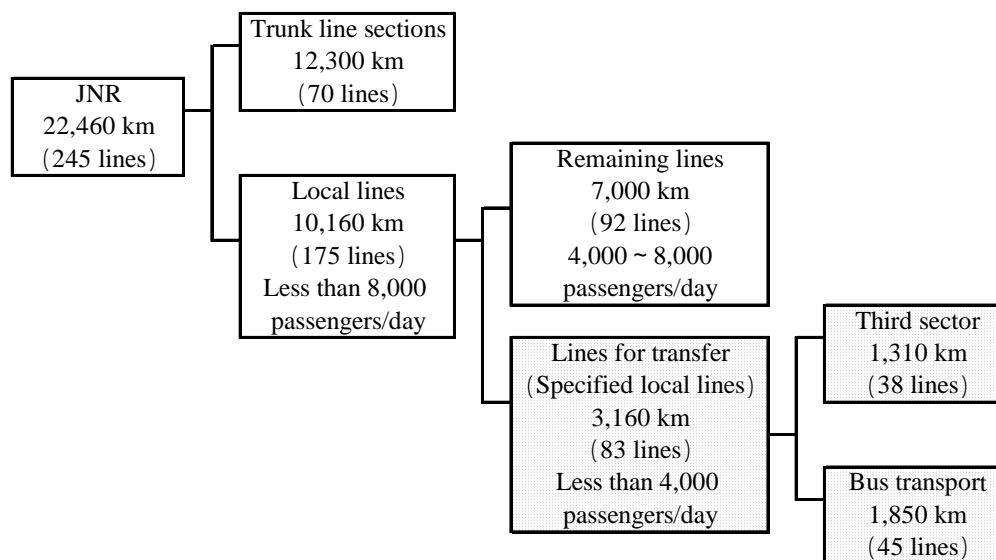 JNR
22,460 km
(245 lines)
Trunk line sections
12,300 km
(70 lines)
Local lines
10,160 km
(175 lines)
Less than 8,000
passengers/day
Remaining lines
7,000 km
(92 lines)
4,000 ~ 8,000
passengers/day
Lines for transfer
(Specified local lines)
3,160 km
(83 lines)
Less than 4,000
passengers/day
Third sector
1,310 km
(38 lines)
Bus transport
1,850 km
(45 lines)